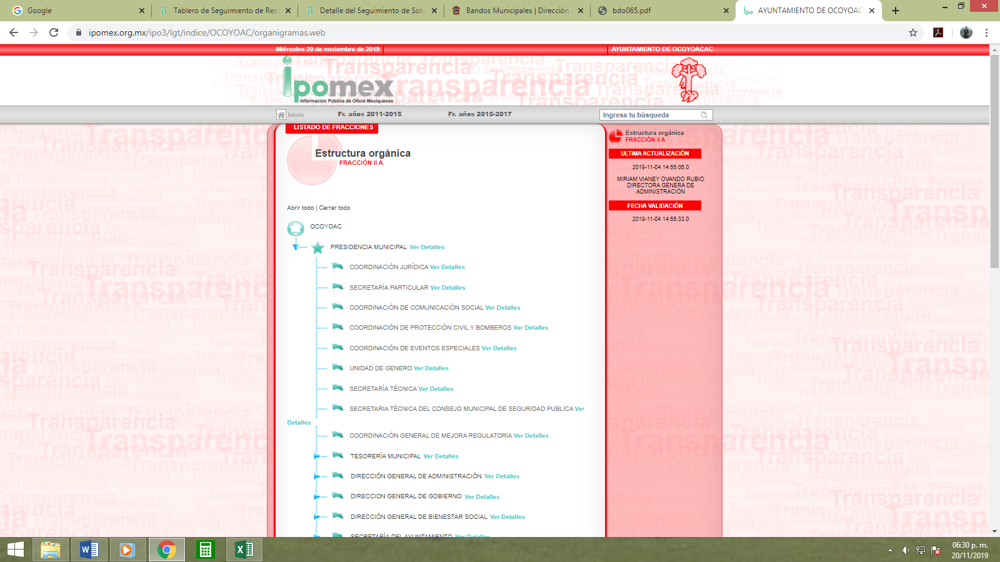 Google
Tablero de Seguimiento de Recu
Detalle del Seguimiento de Solic
Bandos Municipales | Dirección
bdo065.pdf
AYUNTAMIENTO DE OCOYOAC
ipomex.org.mx/ipo3/lgt/indice/OCOYOAC/organigramas.web
Miércoles 20 de noviembre de 2019
AYUNTAMIENTO DE OCOYOACAC
Transparencia
ipomex
Información Pública de Oficio Mexiquense
Inicio
Fr. años 2011-2015
Fr. años 2015-2017
Ingresa tu búsqueda
LISTADO DE FRACCIONES
Estructura orgánica
FRACCIÓN II A
Abrir todo | Cerrar todo
OCOYOAC
PRESIDENCIA MUNICIPAL Ver Detalles
COORDINACIÓN JURÍDICA Ver Detalles
SECRETARÍA PARTICULAR Ver Detalles
COORDINACIÓN DE COMUNICACIÓN SOCIAL Ver Detalles
COORDINACIÓN DE PROTECCIÓN CIVIL Y BOMBEROS Ver Detalles
COORDINACIÓN DE EVENTOS ESPECIALES Ver Detalles
UNIDAD DE GENERO Ver Detalles
SECRETARÍA TÉCNICA Ver Detalles
SECRETARIA TÉCNICA DEL CONSEJO MUNICIPAL DE SEGURIDAD PUBLICA Ver
Detalles
COORDINACIÓN GENERAL DE MEJORA REGULATORIA Ver Detalles
TESORERÍA MUNICIPAL Ver Detalles
DIRECCIÓN GENERAL DE ADMINISTRACIÓN Ver Detalles
DIRECCION GENERAL DE GOBIERNO Ver Detalles
DIRECCIÓN GENERAL DE BIENESTAR SOCIAL Ver Detalles
SECRETARÍA DEL AYUNTAMIENTO Ver Detalles
Estructura orgánica
FRACCIÓN II A
ULTIMA ACTUALIZACIÓN
2019-11-04 14:55:06.0
MIRIAM VIANEY OVANDO RUBIO
DIRECTORA GENERA DE
ADMINISTRACIÓN
FECHA VALIDACIÓN
2019-11-04 14:55:33.0
06:30 p. m.
20/11/2019